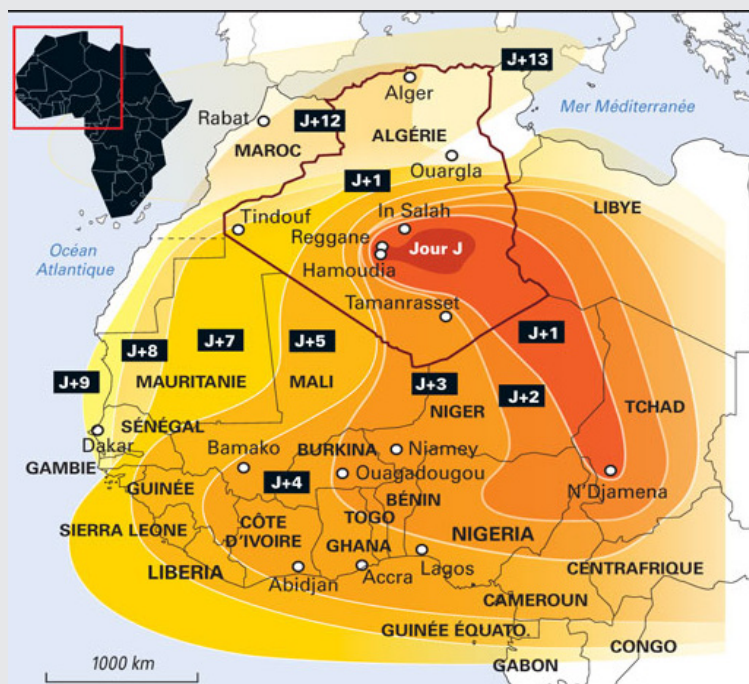 J+13
Alger
Mer Méditerranée
Rabat
J+12
ALGÉRIE
MAROC
Ouargla
J+1
LIBYE
Tindouf
In Salah
Reggane
Jour J
Hamoudia
Océan
Atlantique
Tamanrasset
J+1
J+8
J+7
J+5
J+9
MAURITANIE
MALI
J+3
J+2
NIGER
TCHAD
SÉNÉGAL
Dakar
GAMBIE
Bamako
BURKINA
Njamey
Ouagadougou
N'Djamena
GUINÉE
J+4
BÉNIN
SIERRA LEONE
CÔTE
D'IVOIRE
TOGO
GHANA
NIGERIA
LIBERIA
Abidjan
Accra
Lagos
CENTRAFRIQUE
CAMEROUN
GUINÉE ÉQUATO.
CONGO
GABON
1000 km